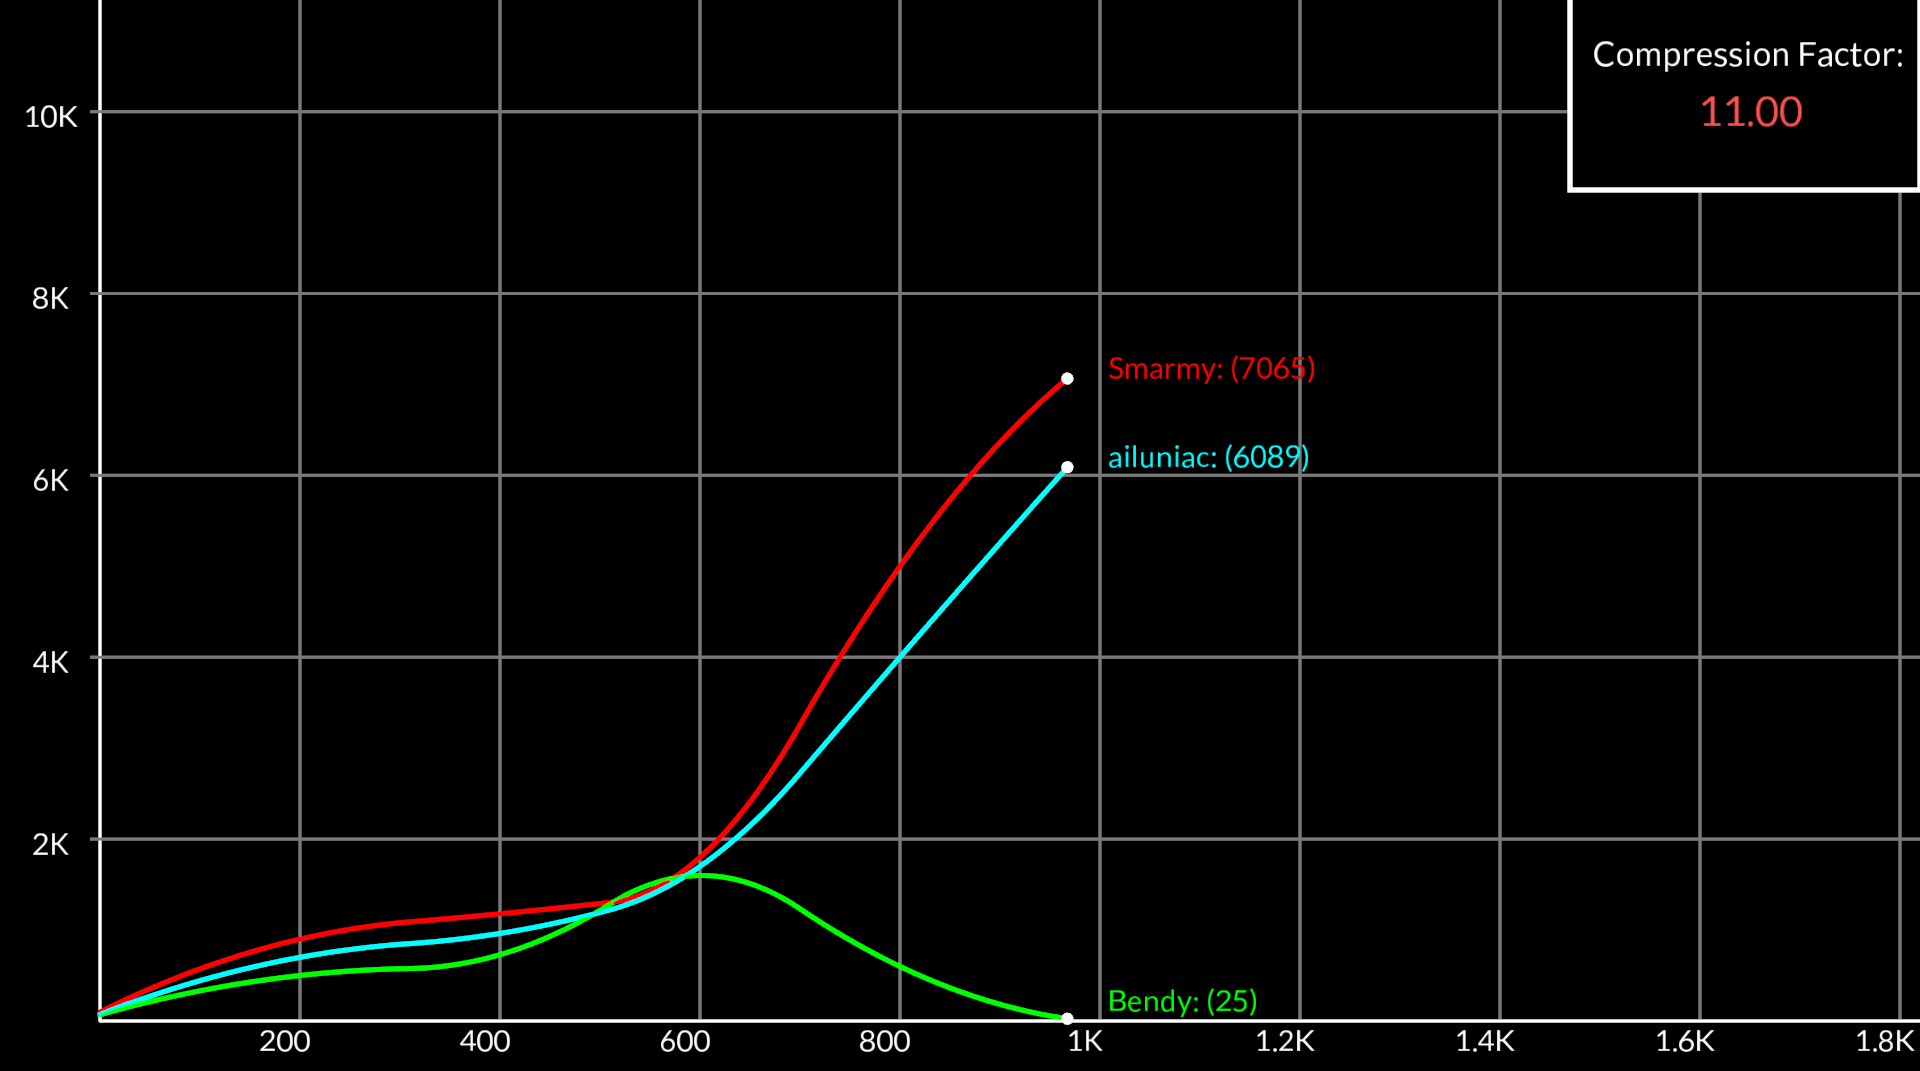 Compression Factor:
11.00
10K
8K
Smarmy: (7065)
ailuniac: (6089)
6K
4K
2K
Bendy: (25)
200 400 600 800 1K 1.2K 1.4K 1.6K 1.8K